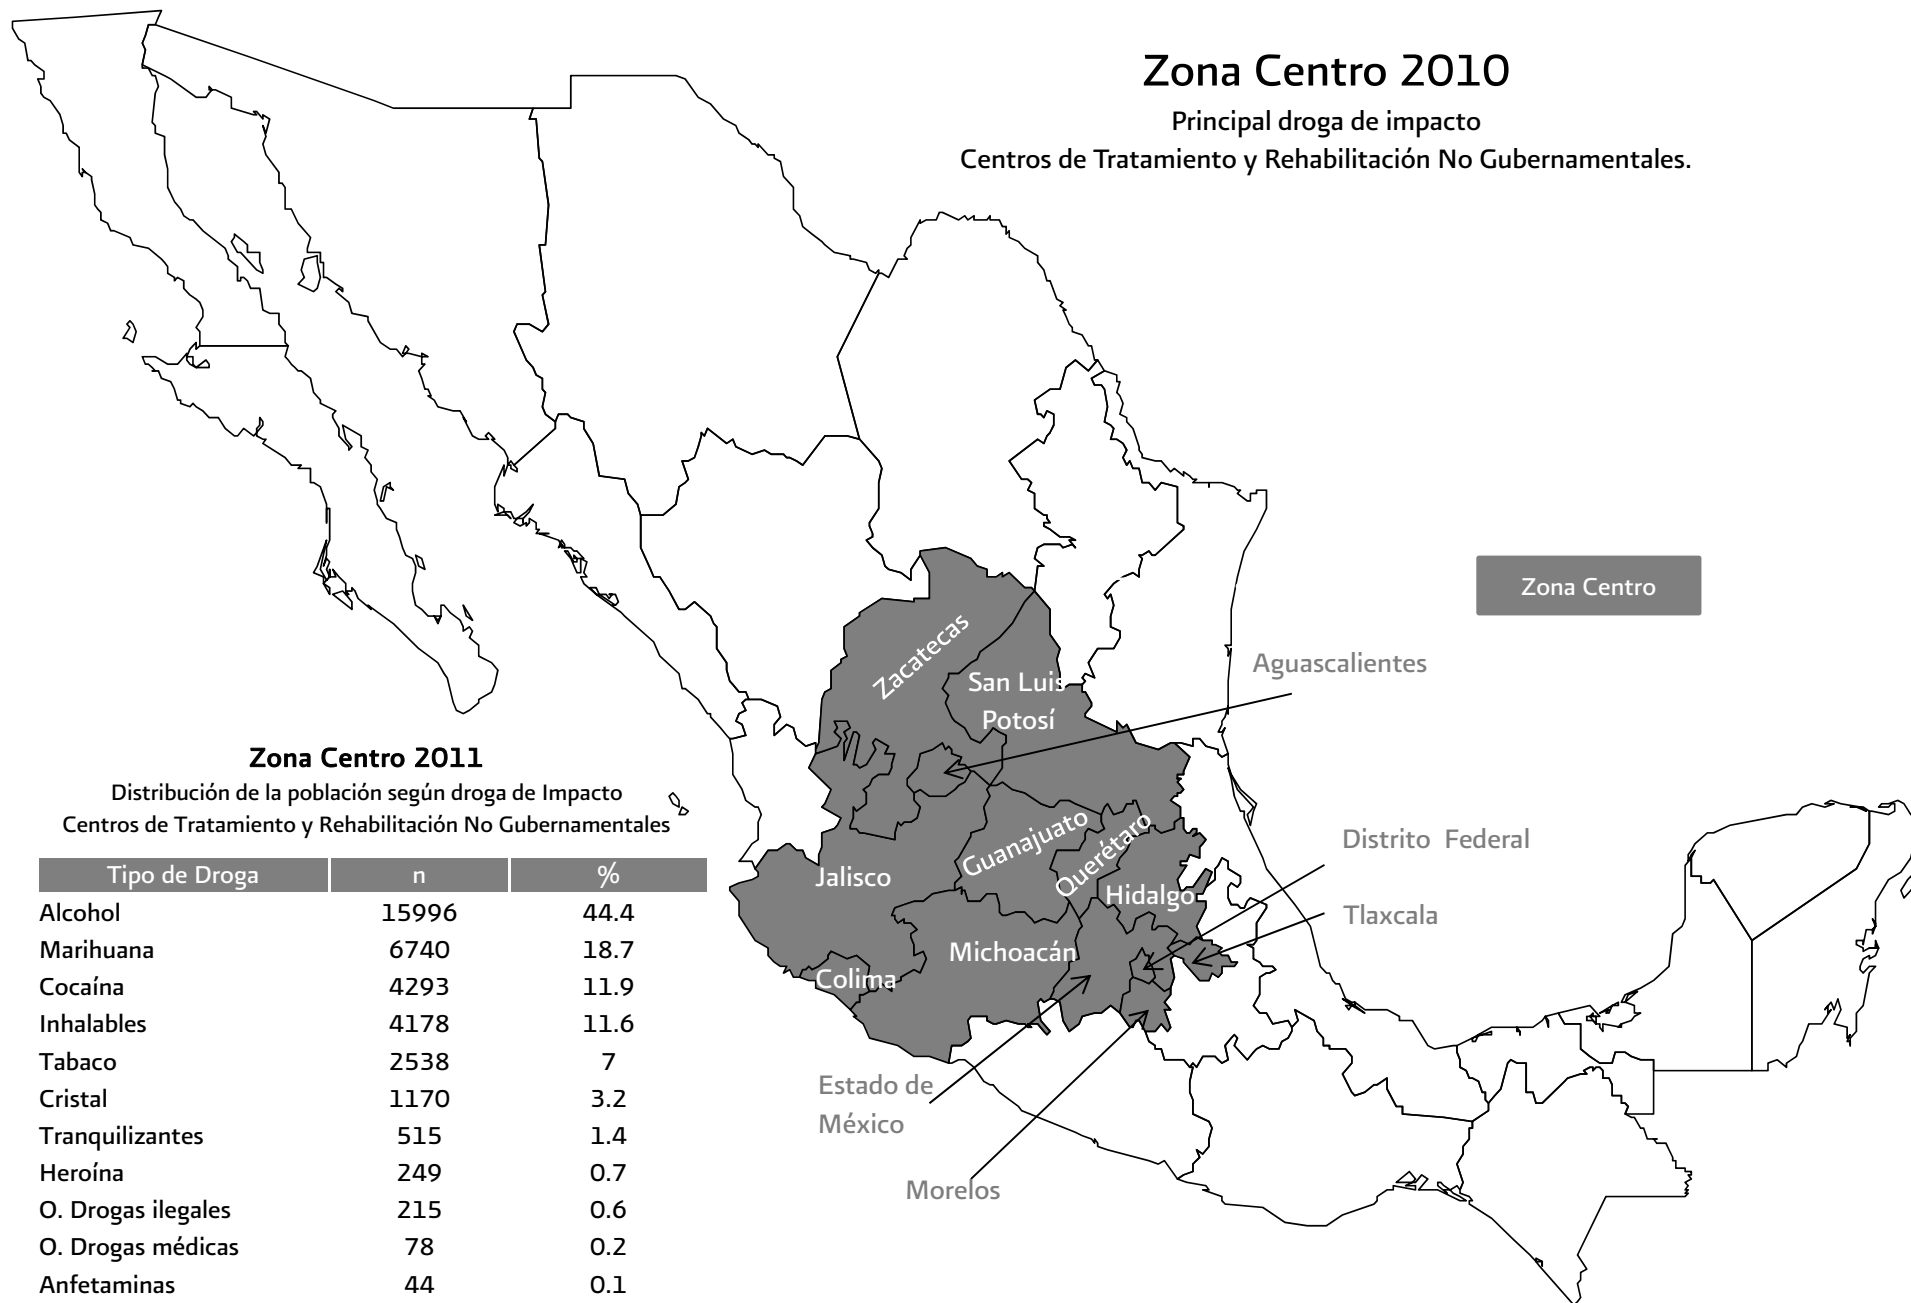 Zona Centro 2010
Principal droga de impacto
Centros de Tratamiento y Rehabilitación No Gubernamentales.
Zona Centro
Zacatecas
San Luis
Potosí
Aguascalientes
Guanajuato
Querétaro
Hidalgo
Jalisco
Michoacán
Colima
Distrito Federal
Tlaxcala
Estado de
México
Morelos
Zona Centro 2011
Distribución de la población según droga de Impacto
Centros de Tratamiento y Rehabilitación No Gubernamentales
Tipo de Droga n %
Alcohol 15996 44.4
Marihuana 6740 18.7
Cocaína 4293 11.9
Inhalables 4178 11.6
Tabaco 2538 7
Cristal 1170 3.2
Tranquilizantes 515 1.4
Heroína 249 0.7
O. Drogas ilegales 215 0.6
O. Drogas médicas 78 0.2
Anfetaminas 44 0.1